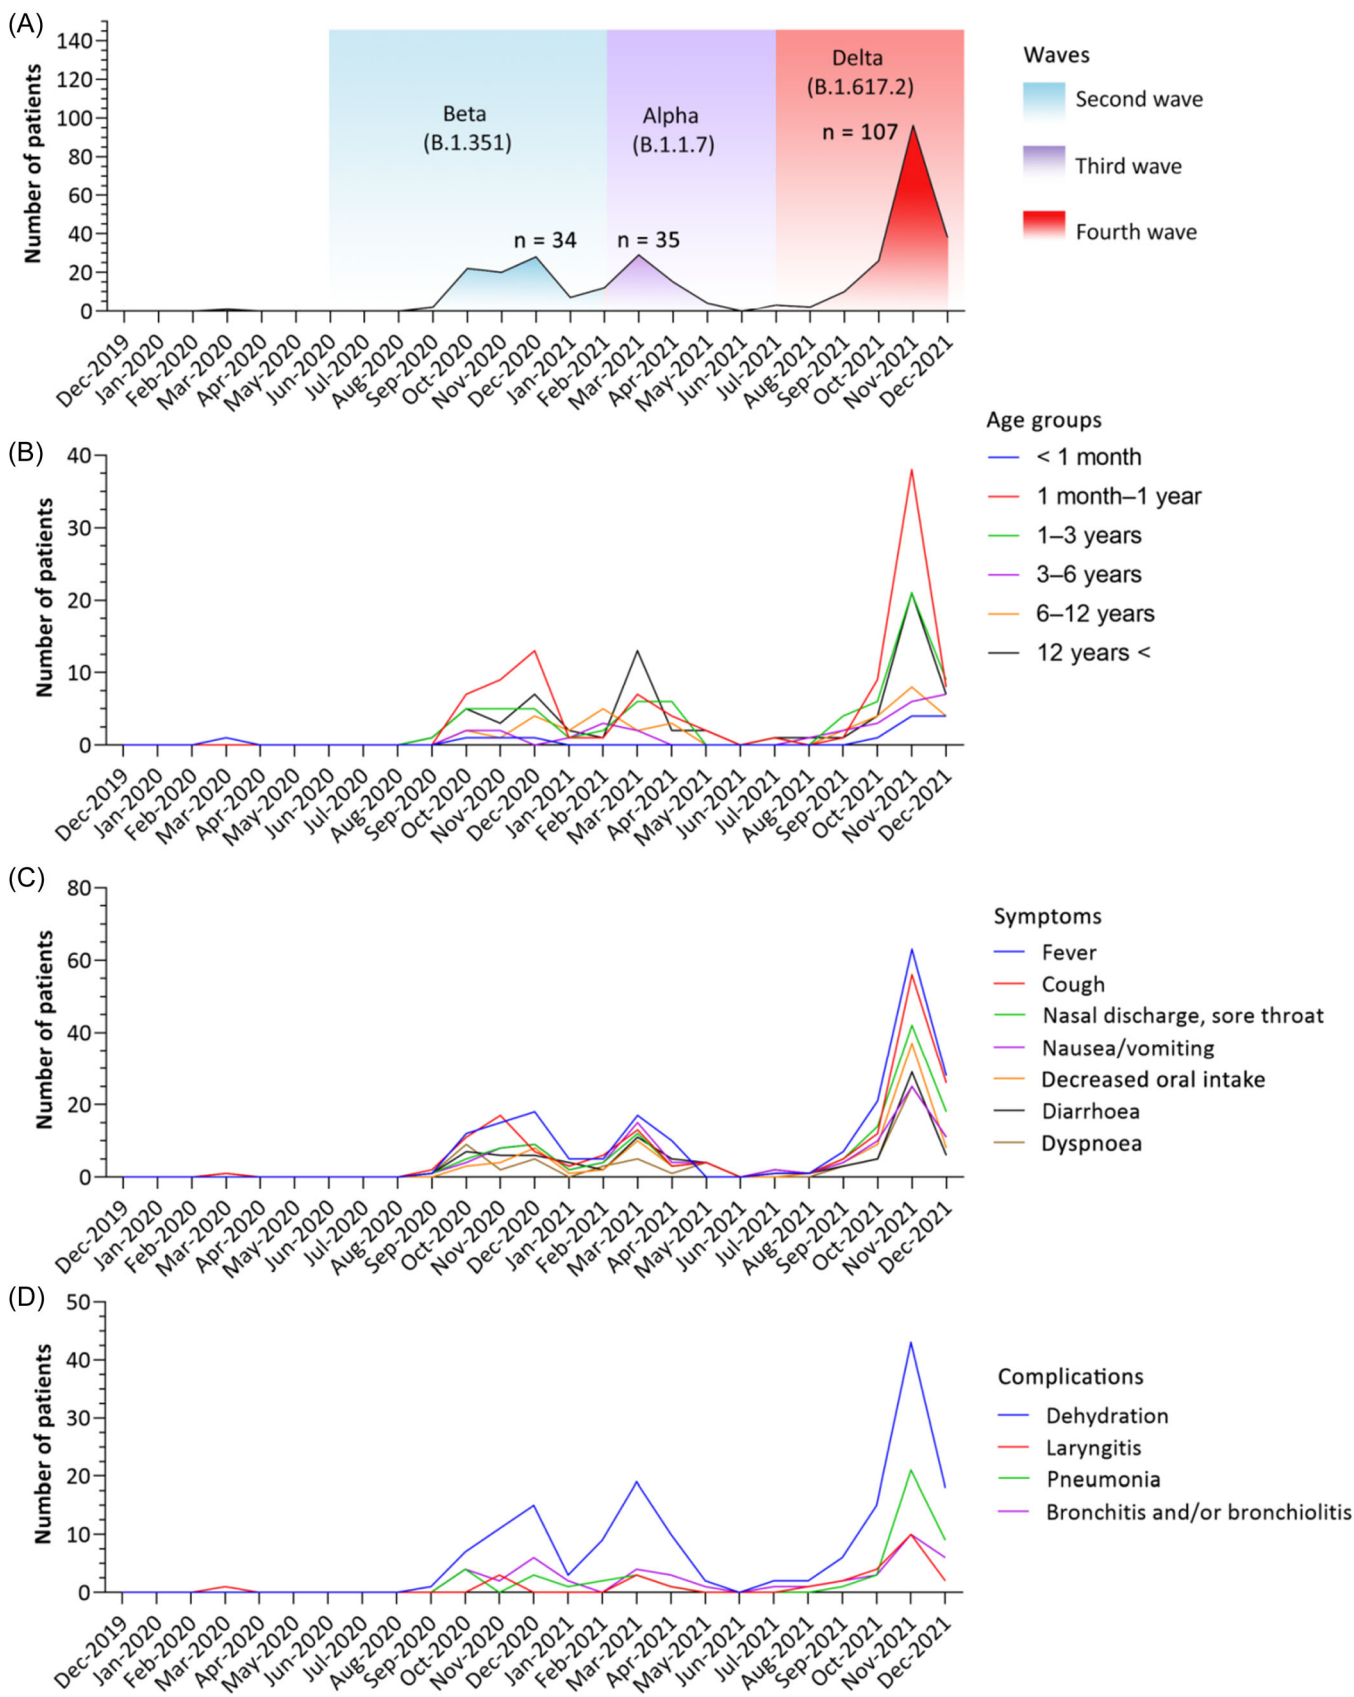 (A)
Number of patients
140
120
100
80
60
40
20
0
Beta
(B.1.351)
Alpha
(B.1.1.7)
Delta
(B.1.617.2)
n = 34
n = 35
n = 107
Dec-2019
Jan-2020
Feb-2020
Mar-2020
Apr-2020
May-2020
Jun-2020
Jul-2020
Aug-2020
Sep-2020
Oct-2020
Nov-2020
Dec-2020
Jan-2021
Feb-2021
Mar-2021
Apr-2021
May-2021
Jun-2021
Jul-2021
Aug-2021
Sep-2021
Oct-2021
Nov-2021
Dec-2021
Waves
Second wave
Third wave
Fourth wave
(B)
Number of patients
40
30
20
10
0
Dec-2019
Jan-2020
Feb-2020
Mar-2020
Apr-2020
May-2020
Jun-2020
Jul-2020
Aug-2020
Sep-2020
Oct-2020
Nov-2020
Dec-2020
Jan-2021
Feb-2021
Mar-2021
Apr-2021
May-2021
Jun-2021
Jul-2021
Aug-2021
Sep-2021
Oct-2021
Nov-2021
Dec-2021
Age groups
< 1 month
1 month–1 year
1–3 years
3–6 years
6–12 years
12 years <
(C)
Number of patients
80
60
40
20
0
Dec-2019
Jan-2020
Feb-2020
Mar-2020
Apr-2020
May-2020
Jun-2020
Jul-2020
Aug-2020
Sep-2020
Oct-2020
Nov-2020
Dec-2020
Jan-2021
Feb-2021
Mar-2021
Apr-2021
May-2021
Jun-2021
Jul-2021
Aug-2021
Sep-2021
Oct-2021
Nov-2021
Dec-2021
Symptoms
Fever
Cough
Nasal discharge, sore throat
Nausea/vomiting
Decreased oral intake
Diarrhoea
Dyspnoea
(D)
Number of patients
50
40
30
20
10
0
Dec-2019
Jan-2020
Feb-2020
Mar-2020
Apr-2020
May-2020
Jun-2020
Jul-2020
Aug-2020
Sep-2020
Oct-2020
Nov-2020
Dec-2020
Jan-2021
Feb-2021
Mar-2021
Apr-2021
May-2021
Jun-2021
Jul-2021
Aug-2021
Sep-2021
Oct-2021
Nov-2021
Dec-2021
Complications
Dehydration
Laryngitis
Pneumonia
Bronchitis and/or bronchiolitis